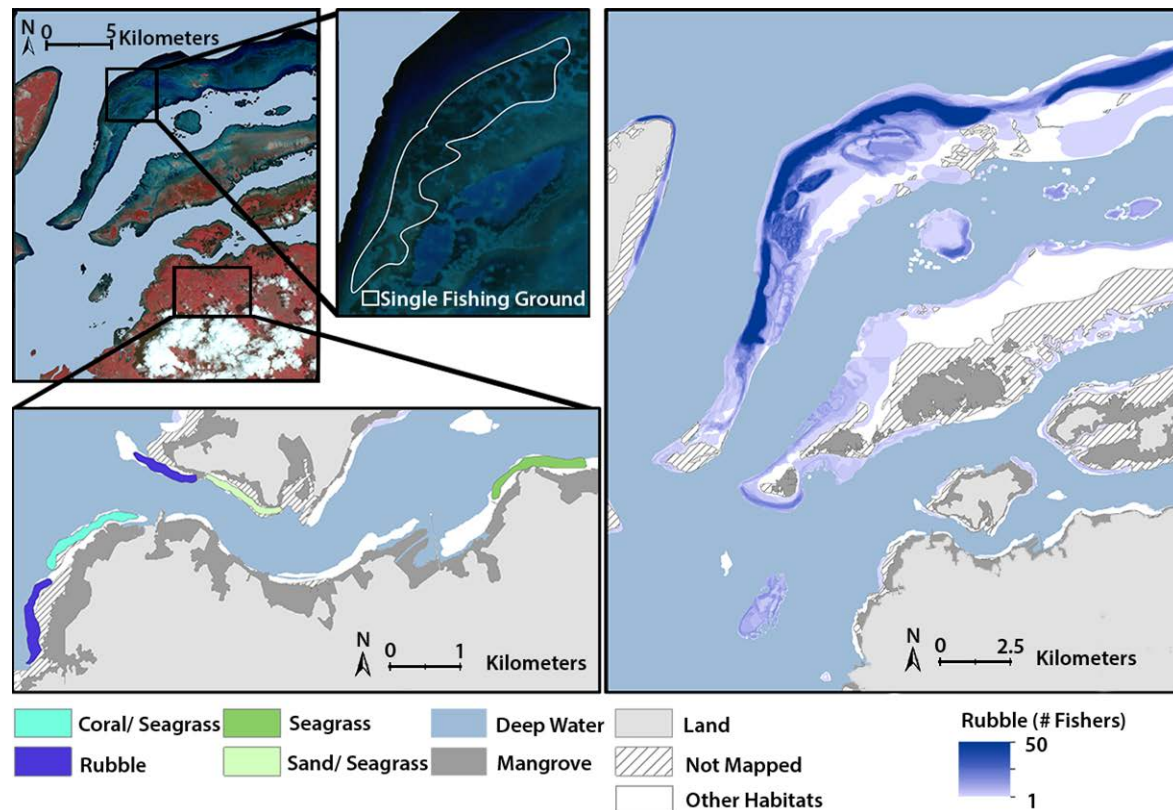 N
0 5
Kilometers
Single Fishing Ground
N
0 1
Kilometers
N
0 2.5
Kilometers
Coral/ Seagrass
Rubble
Seagrass
Sand/ Seagrass
Deep Water
Mangrove
Land
Not Mapped
Other Habitats
Rubble (# Fishers)
50
1